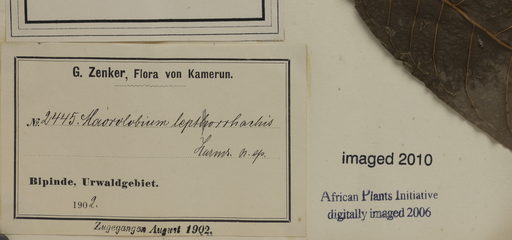 G. Zenker, Flora von Kamerun.
No. 2445. Macrolobium leptorrhachis
Harms. n. sp.
Bipinde, Urwaldgebiet.
1902.
Zugegangen August 1902.
imaged 2010
African Plants Initiative
digitally imaged 2006